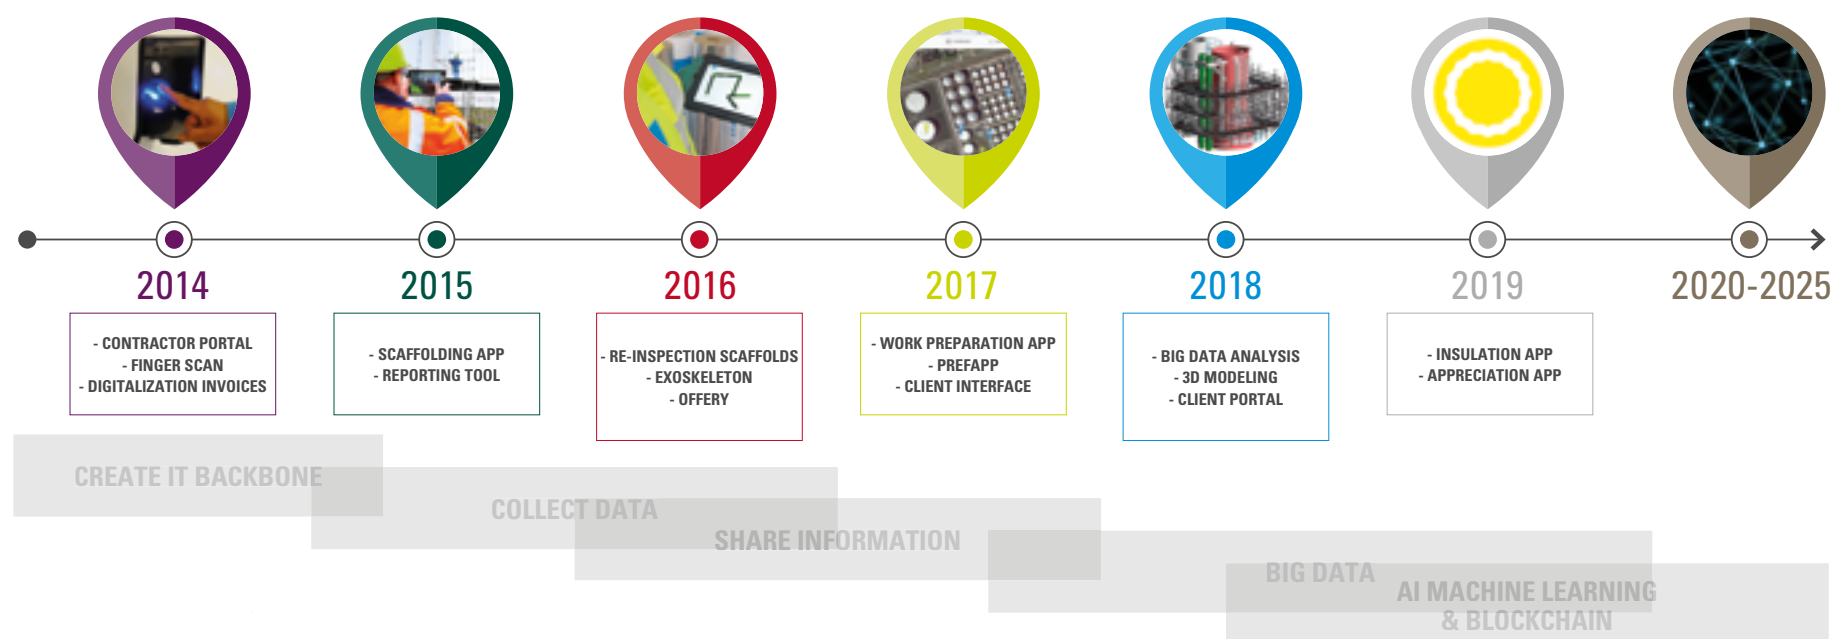 2014
2015
2016
2017
2018
2019
2020-2025
- CONTRACTOR PORTAL
- FINGER SCAN
- DIGITALIZATION INVOICES
- SCAFFOLDING APP
- REPORTING TOOL
- RE-INSPECTION SCAFFOLDS
- EXOSKELETON
- OFFERY
- WORK PREPARATION APP
- PREFAPP
- CLIENT INTERFACE
- BIG DATA ANALYSIS
- 3D MODELING
- CLIENT PORTAL
- INSULATION APP
- APPRECIATION APP
CREATE IT BACKBONE
COLLECT DATA
SHARE INFORMATION
BIG DATA
AI MACHINE LEARNING
& BLOCKCHAIN